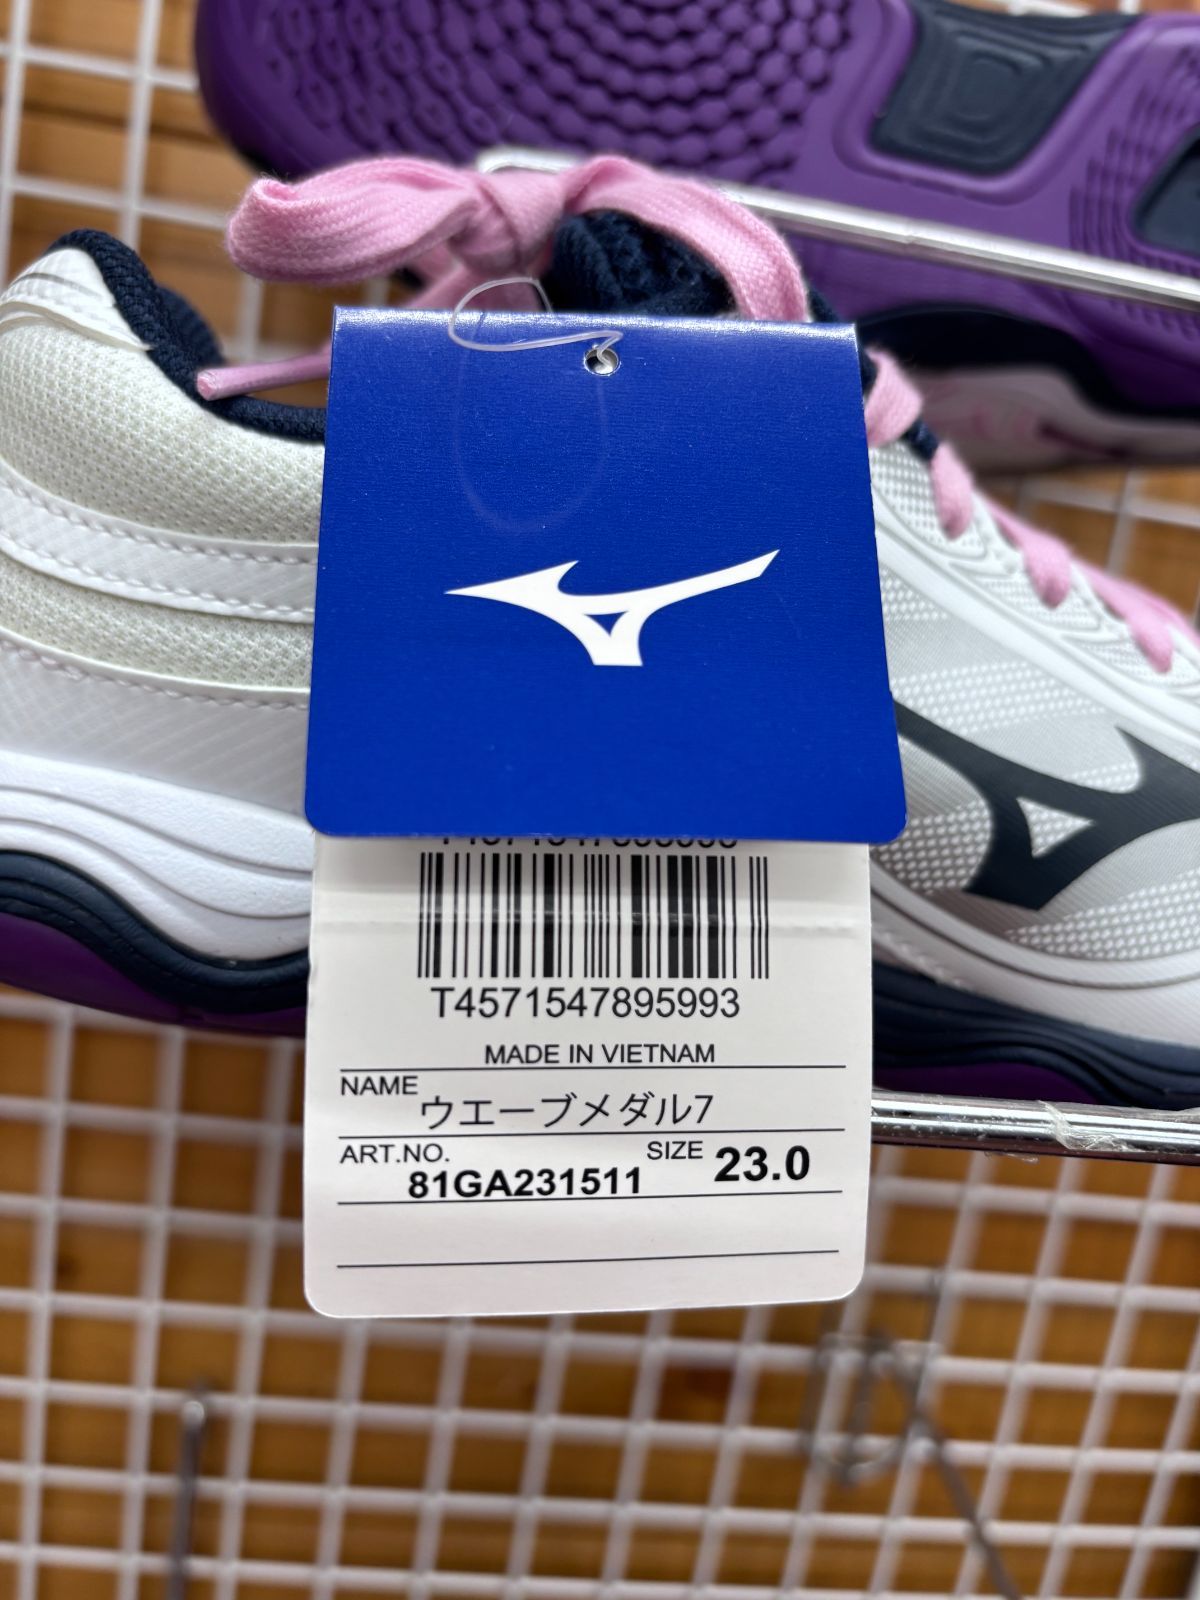 T4571547895993
MADE IN VIETNAM
NAME
ウエーブメダル7
ART.NO.
81GA231511
SIZE 23.0